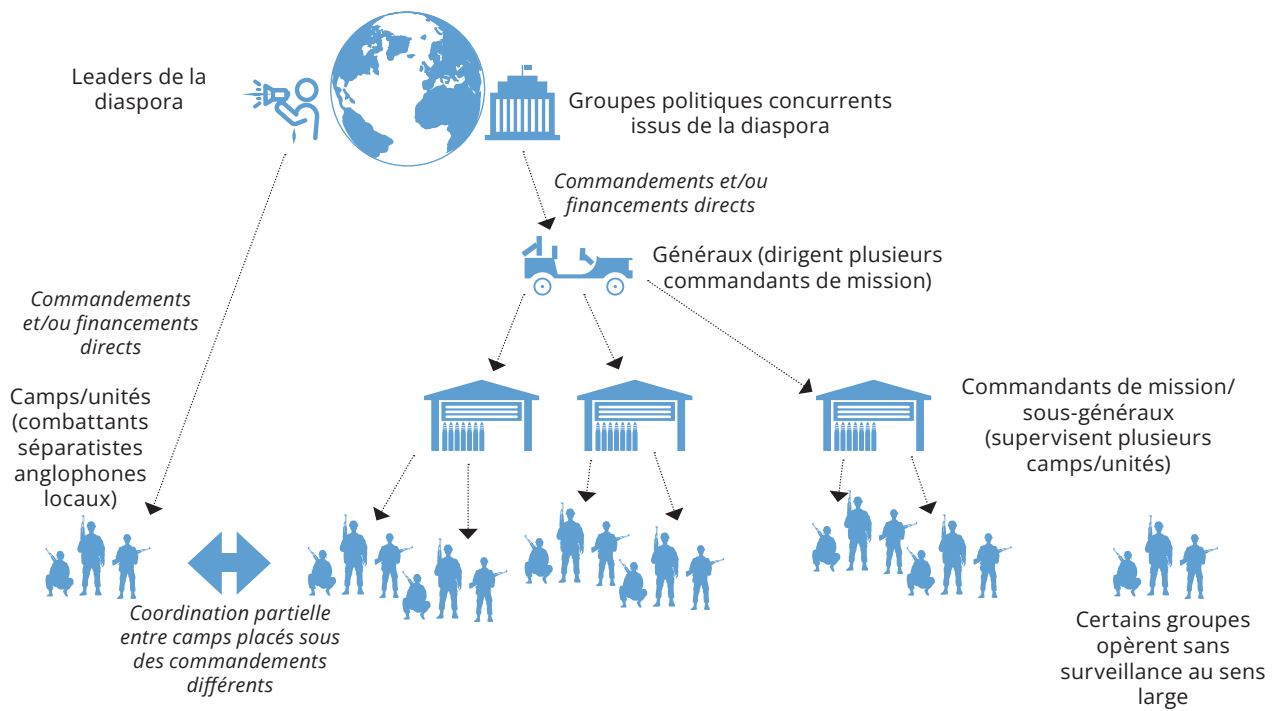 Leaders de la
diaspora
Groupes politiques concurrents
issus de la diaspora
Commandements et/ou
financements directs
Généraux (dirigent plusieurs
commandants de mission)
Commandements
et/ou financements
directs
Camps/unités
(combattants
séparatistes
anglophones
locaux)
Commandants de mission/
sous-généraux
(supervisent plusieurs
camps/unités)
Coordination partielle
entre camps placés sous
des commandements
différents
Certains groupes
opèrent sans
surveillance au sens
large